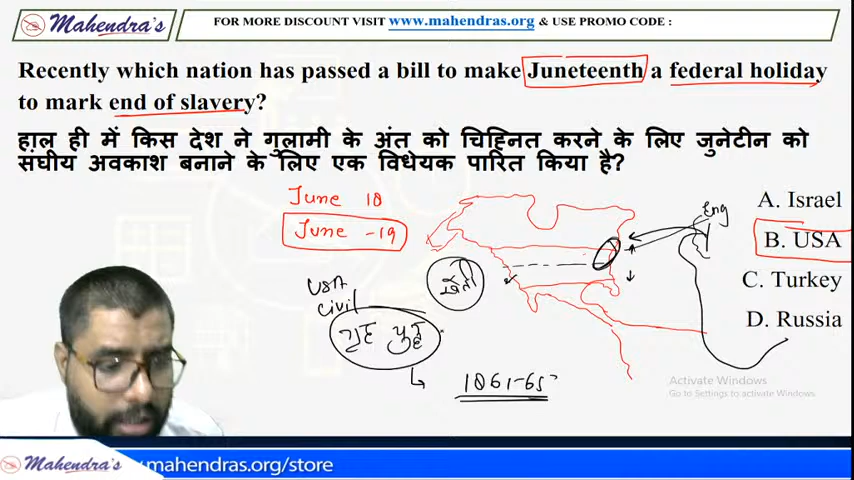 Mahendra's
FOR MORE DISCOUNT VISIT www.mahendras.org & USE PROMO CODE :
Recently which nation has passed a bill to make Juneteenth a federal holiday
to mark end of slavery?
हाल ही में किस देश ने गुलामी के अंत को चिह्नित करने के लिए जुनेटीन को
संघीय अवकाश बनाने के लिए एक विधेयक पारित किया है?
June 18
June -19
Eng
A. Israel
B. USA
C. Turkey
D. Russia
खेती
USA
civil
गृह युद्ध
1861-65
Activate Windows
Go to Settings to activate Windows.
Mahendra's
www.mahendras.org/store